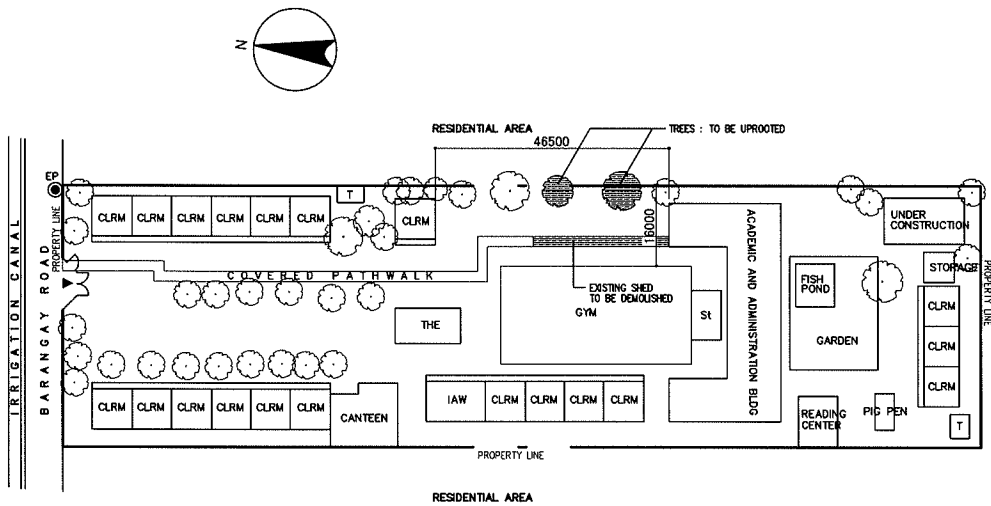 N
RESIDENTIAL AREA
46500
TREES : TO BE UPROOTED
EP
T
16000
CLRM CLRM CLRM CLRM CLRM CLRM
CLRM
UNDER
CONSTRUCTION
IRRIGATION CANAL
BARANGAY ROAD
PROPERTY LINE
COVERED PATHWALK
EXISTING SHED
TO BE DEMOLISHED
GYM
St
ACADEMIC AND ADMINISTRATION BLDG
FISH
POND
GARDEN
STORAGE
PROPERTY LINE
THE
CLRM
CLRM
CLRM
CLRM CLRM CLRM CLRM CLRM CLRM
CANTEEN
IAW CLRM CLRM CLRM CLRM
READING
CENTER
PIG PEN
T
PROPERTY LINE
RESIDENTIAL AREA